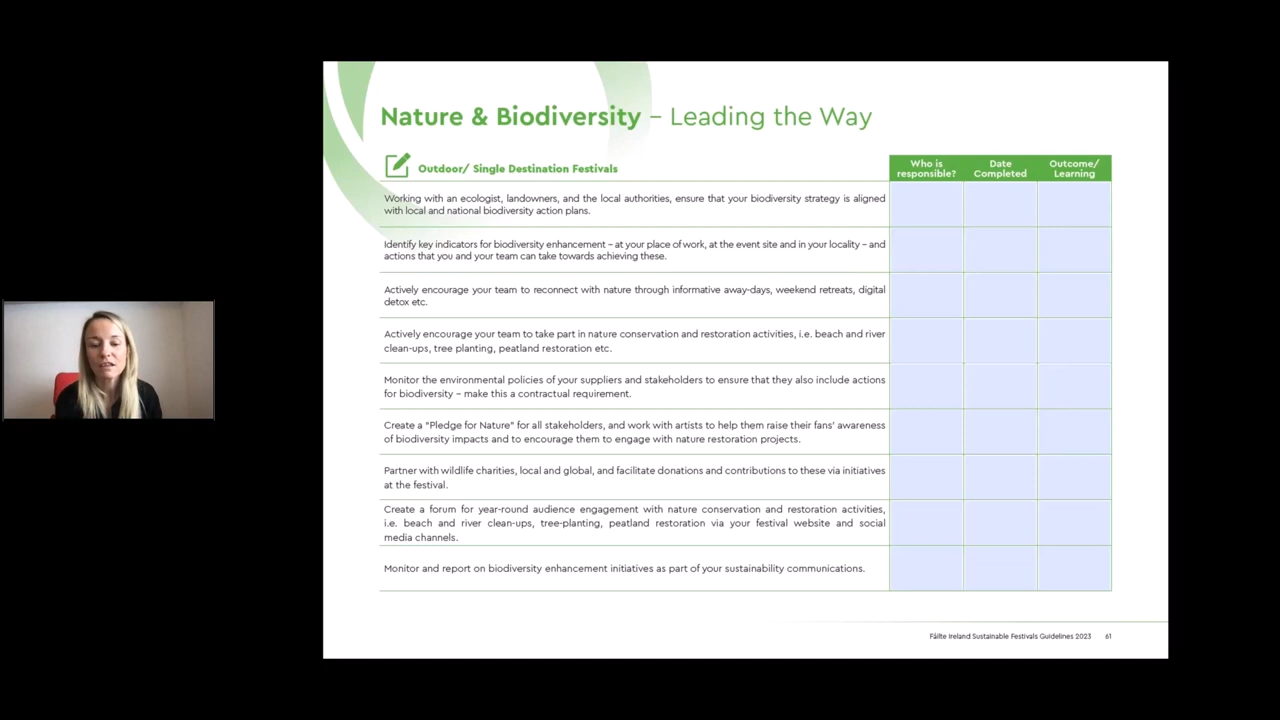 Nature & Biodiversity – Leading the Way
Outdoor/ Single Destination Festivals
Who is
responsible?
Date
Completed
Outcome/
Learning
Working with an ecologist, landowners, and the local authorities, ensure that your biodiversity strategy is aligned
with local and national biodiversity action plans.
Identify key indicators for biodiversity enhancement – at your place of work, at the event site and in your locality – and
actions that you and your team can take towards achieving these.
Actively encourage your team to reconnect with nature through informative away-days, weekend retreats, digital
detox etc.
Actively encourage your team to take part in nature conservation and restoration activities, i.e. beach and river
clean-ups, tree planting, peatland restoration etc.
Monitor the environmental policies of your suppliers and stakeholders to ensure that they also include actions
for biodiversity – make this a contractual requirement.
Create a “Pledge for Nature” for all stakeholders, and work with artists to help them raise their fans’ awareness
of biodiversity impacts and to encourage them to engage with nature restoration projects.
Partner with wildlife charities, local and global, and facilitate donations and contributions to these via initiatives
at the festival.
Create a forum for year-round audience engagement with nature conservation and restoration activities,
i.e. beach and river clean-ups, tree-planting, peatland restoration via your festival website and social
media channels.
Monitor and report on biodiversity enhancement initiatives as part of your sustainability communications.
Fáilte Ireland Sustainable Festivals Guidelines 2023 61